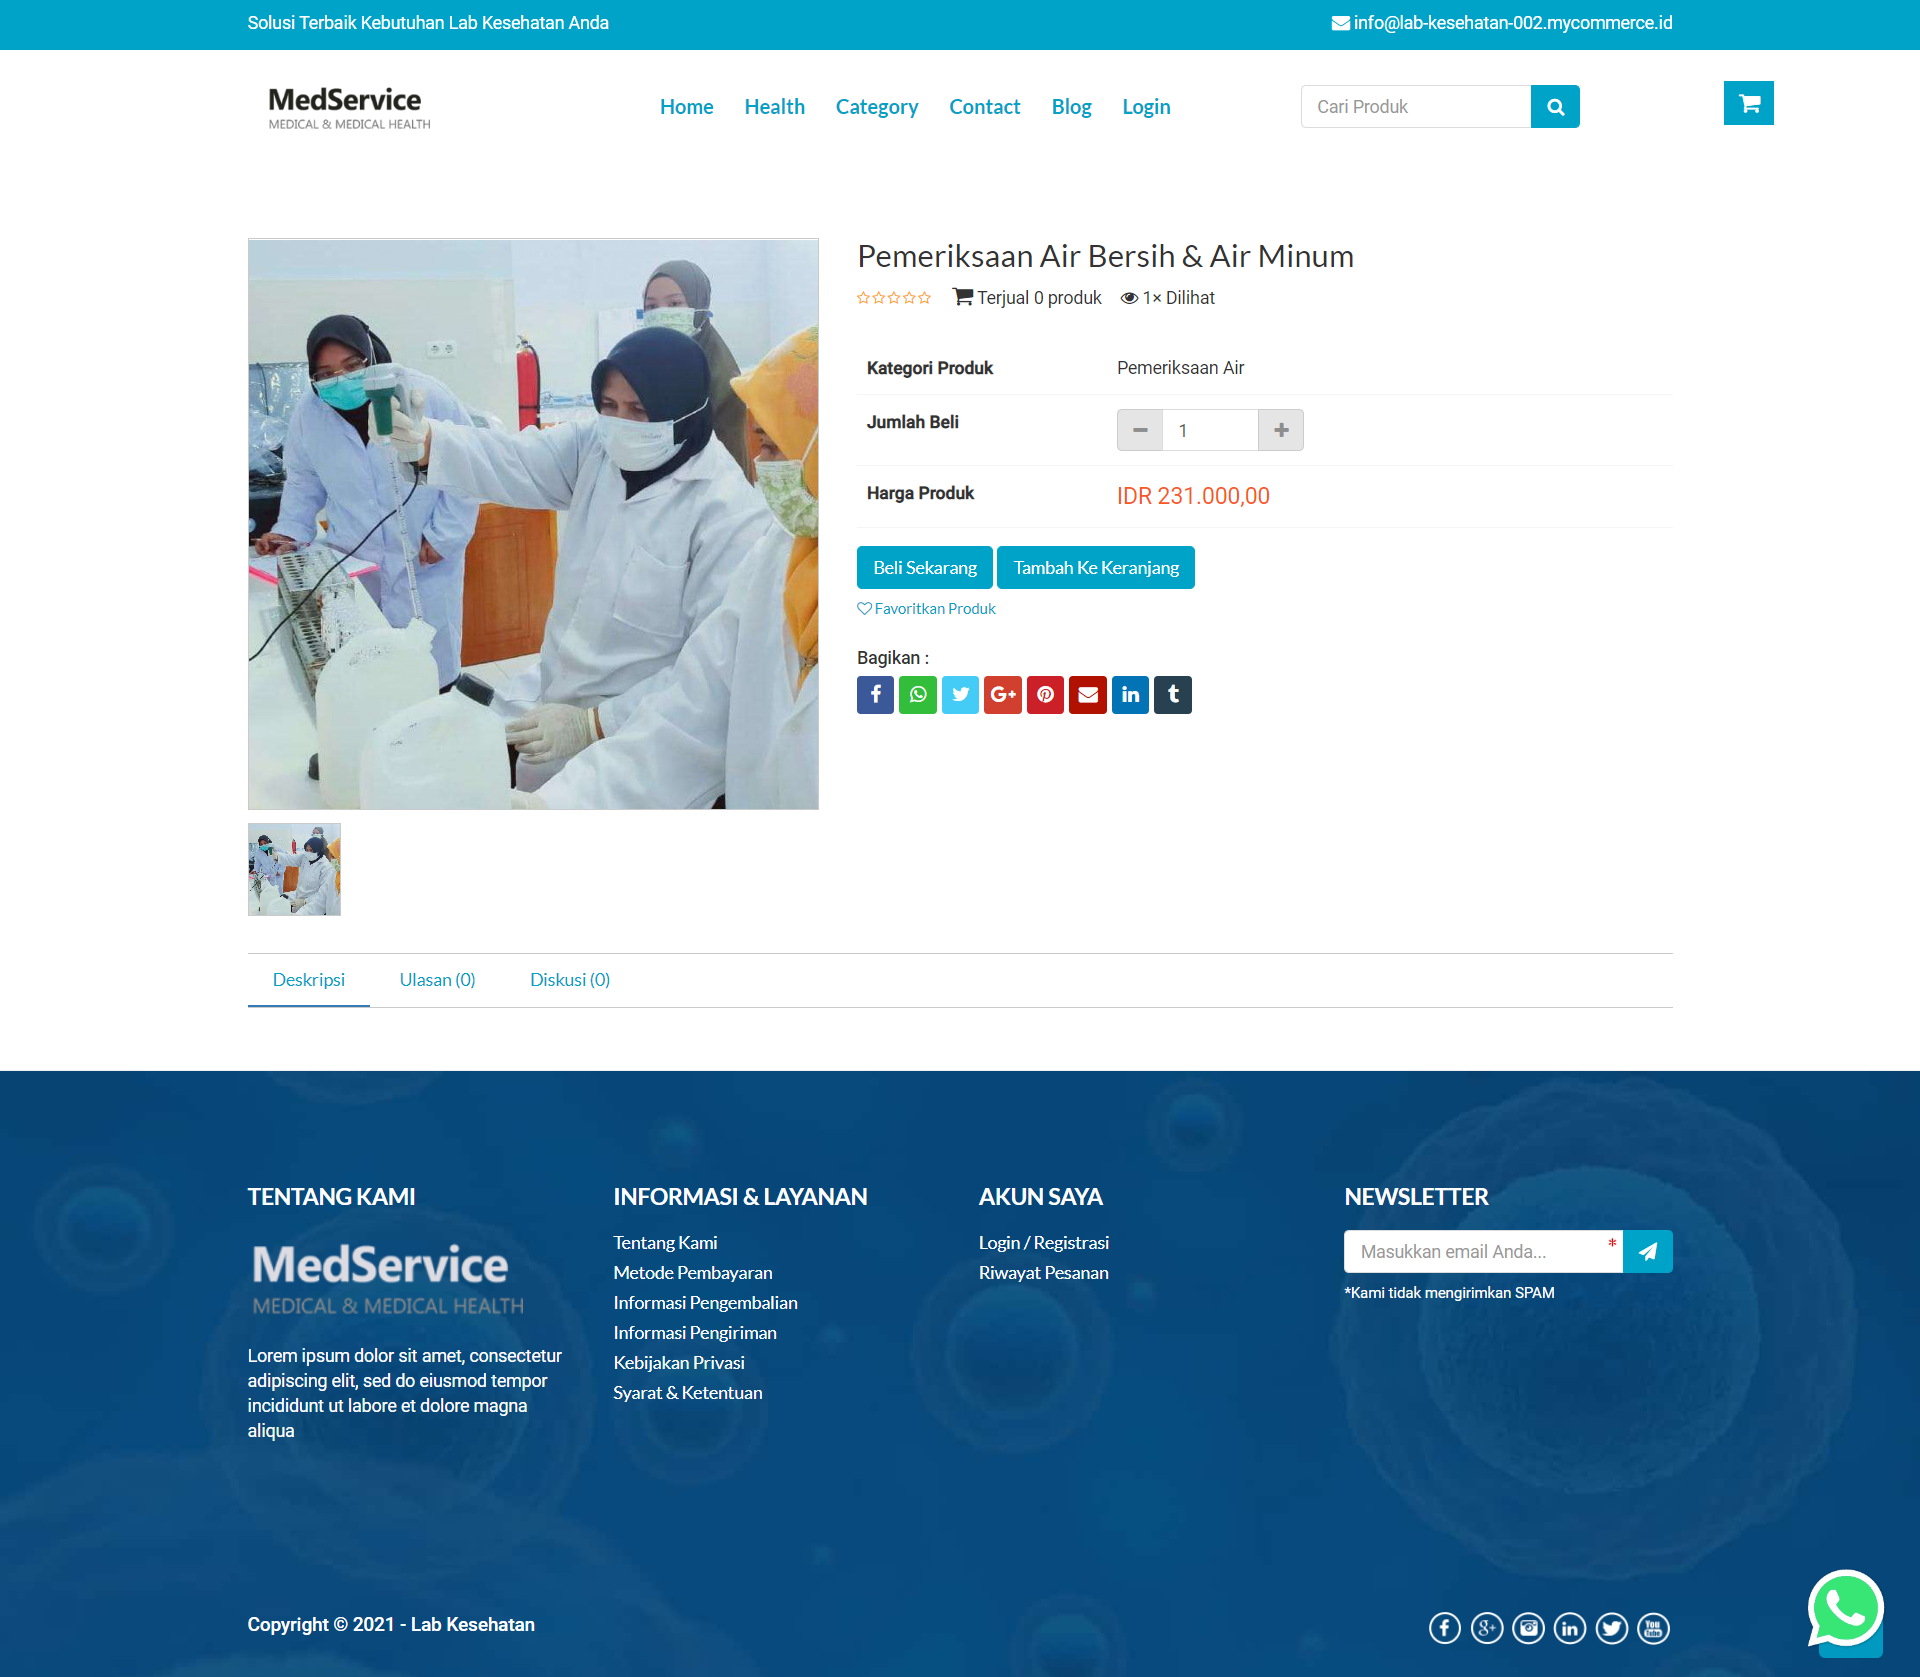 Solusi Terbaik Kebutuhan Lab Kesehatan Anda
info@lab-kesehatan-002.mycommerce.id
MedService
MEDICAL & MEDICAL HEALTH
Home
Health
Category
Contact
Blog
Login
Cari Produk
Pemeriksaan Air Bersih & Air Minum
Terjual 0 produk
1× Dilihat
Kategori Produk
Pemeriksaan Air
Jumlah Beli
1
Harga Produk
IDR 231.000,00
Beli Sekarang
Tambah Ke Keranjang
Favoritkan Produk
Bagikan :
Deskripsi
Ulasan (0)
Diskusi (0)
TENTANG KAMI
MedService
MEDICAL & MEDICAL HEALTH
Lorem ipsum dolor sit amet, consectetur
adipiscing elit, sed do eiusmod tempor
incididunt ut labore et dolore magna
aliqua
INFORMASI & LAYANAN
Tentang Kami
Metode Pembayaran
Informasi Pengembalian
Informasi Pengiriman
Kebijakan Privasi
Syarat & Ketentuan
AKUN SAYA
Login / Registrasi
Riwayat Pesanan
NEWSLETTER
Masukkan email Anda...
*
*Kami tidak mengirimkan SPAM
Copyright © 2021 - Lab Kesehatan